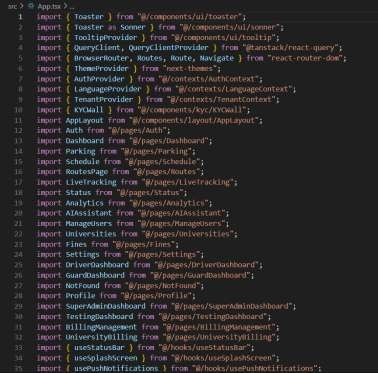 src > App.tsx > ...
1 import { Toaster } from "@/components/ui/toaster";
2 import { Toaster as Sonner } from "@/components/ui/sonner";
3 import { TooltipProvider } from "@/components/ui/tooltip";
4 import { QueryClient, QueryClientProvider } from "@tanstack/react-query";
5 import { BrowserRouter, Routes, Route, Navigate } from "react-router-dom";
6 import { ThemeProvider } from "next-themes";
7 import { AuthProvider } from "@/contexts/AuthContext";
8 import { LanguageProvider } from "@/contexts/LanguageContext";
9 import { TenantProvider } from "@/contexts/TenantContext";
10 import { KYCWall } from "@/components/kyc/KYCWall";
11 import AppLayout from "@/components/layout/AppLayout";
12 import Auth from "@/pages/Auth";
13 import Dashboard from "@/pages/Dashboard";
14 import Parking from "@/pages/Parking";
15 import Schedule from "@/pages/Schedule";
16 import RoutesPage from "@/pages/Routes";
17 import LiveTracking from "@/pages/LiveTracking";
18 import Status from "@/pages/Status";
19 import Analytics from "@/pages/Analytics";
20 import AIAssistant from "@/pages/AIAssistant";
21 import ManageUsers from "@/pages/ManageUsers";
22 import Universities from "@/pages/Universities";
23 import Fines from "@/pages/Fines";
24 import Settings from "@/pages/Settings";
25 import DriverDashboard from "@/pages/DriverDashboard";
26 import GuardDashboard from "@/pages/GuardDashboard";
27 import NotFound from "@/pages/NotFound";
28 import Profile from "@/pages/Profile";
29 import SuperAdminDashboard from "@/pages/SuperAdminDashboard";
30 import TestingDashboard from "@/pages/TestingDashboard";
31 import BillingManagement from "@/pages/BillingManagement";
32 import UniversityBilling from "@/pages/UniversityBilling";
33 import { useStatusBar } from "@/hooks/useStatusBar";
34 import { useSplashScreen } from "@/hooks/useSplashScreen";
35 import { usePushNotifications } from "@/hooks/usePushNotifications";